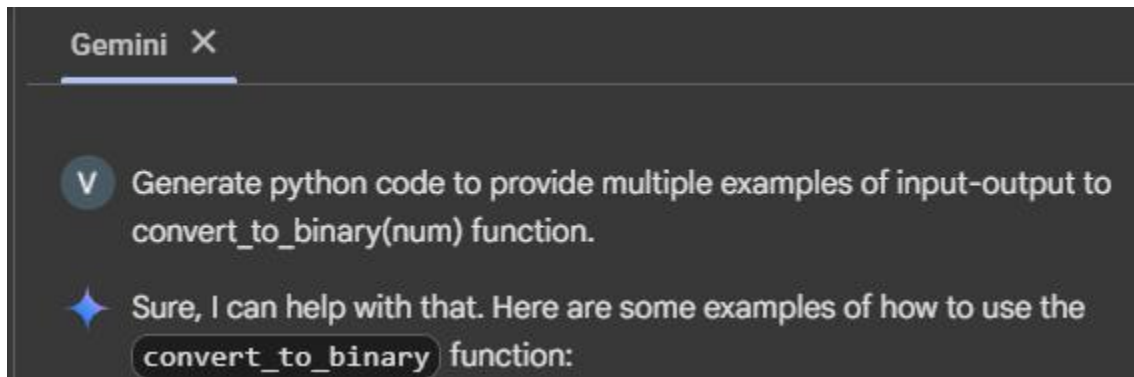 Gemini
V
Generate python code to provide multiple examples of input-output to
convert_to_binary(num) function.
Sure, I can help with that. Here are some examples of how to use the
convert_to_binary function: